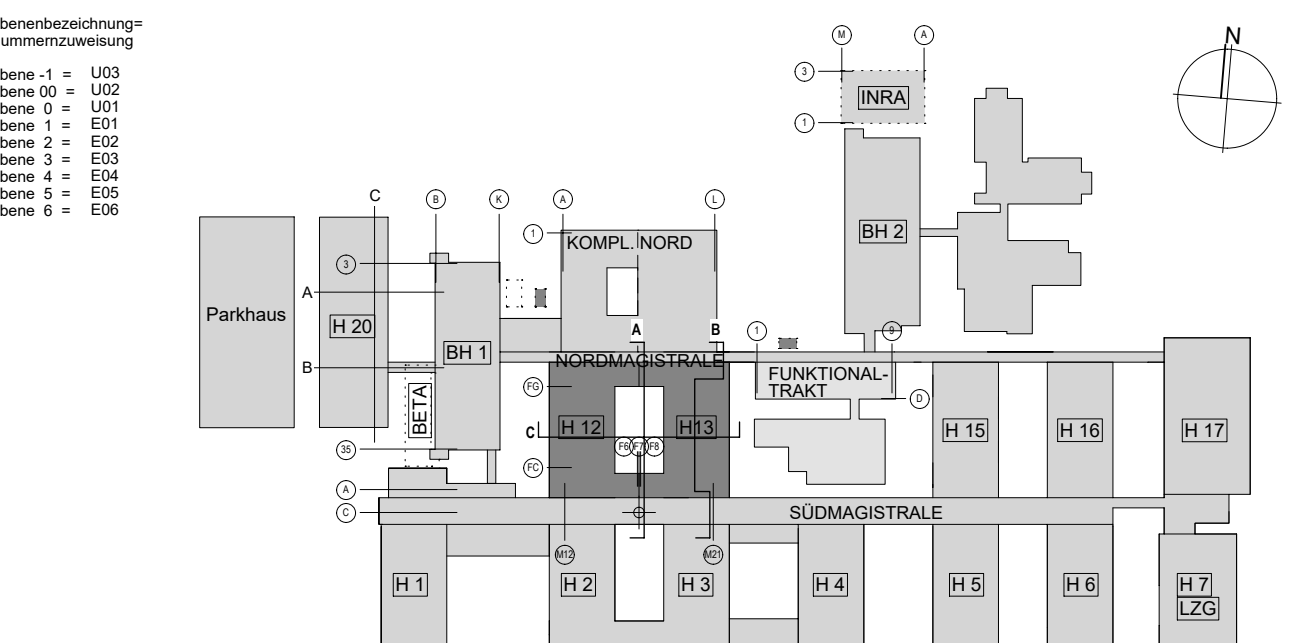 benenbezeichnung=
ummernzuweisung
bene -1 = U03
bene 00 = U02
bene 0 = U01
bene 1 = E01
bene 2 = E02
bene 3 = E03
bene 4 = E04
bene 5 = E05
bene 6 = E06
N
M A
3
INRA
1
C B K A L
1 KOMPL. NORD
BH 2
3
A
Parkhaus
H 20
BH 1
A B 1 9
NORDMAGISTRALE
B
FUNKTIONAL-
TRAKT
FG
D
BETA
C H 12 H13
H 15 H 16 H 17
F6 F7 F8
35
FC
A
C
SÜDMAGISTRALE
M12 M21
H 1 H 2 H 3 H 4 H 5 H 6 H 7
LZG